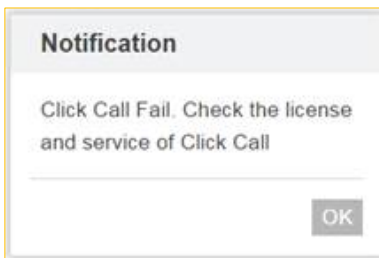 Notification
Click Call Fail. Check the license
and service of Click Call
OK